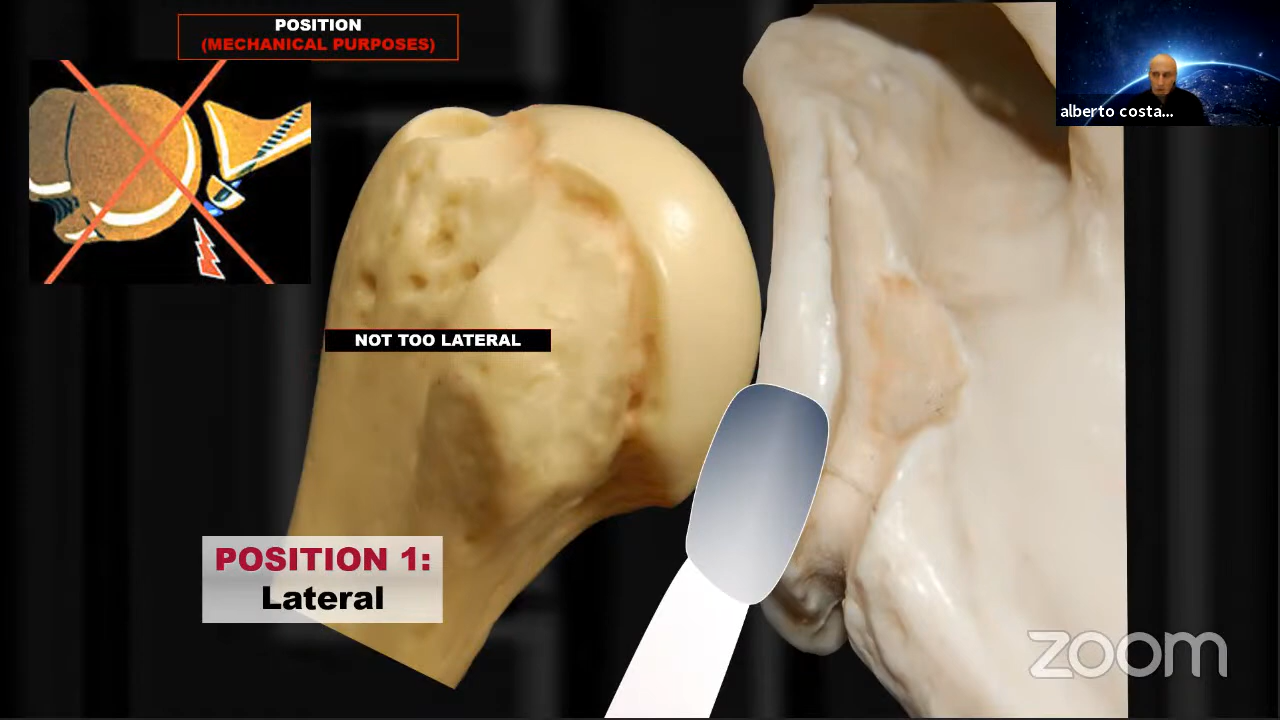 POSITION
(MECHANICAL PURPOSES)
alberto costa...
NOT TOO LATERAL
POSITION 1:
Lateral
zoom